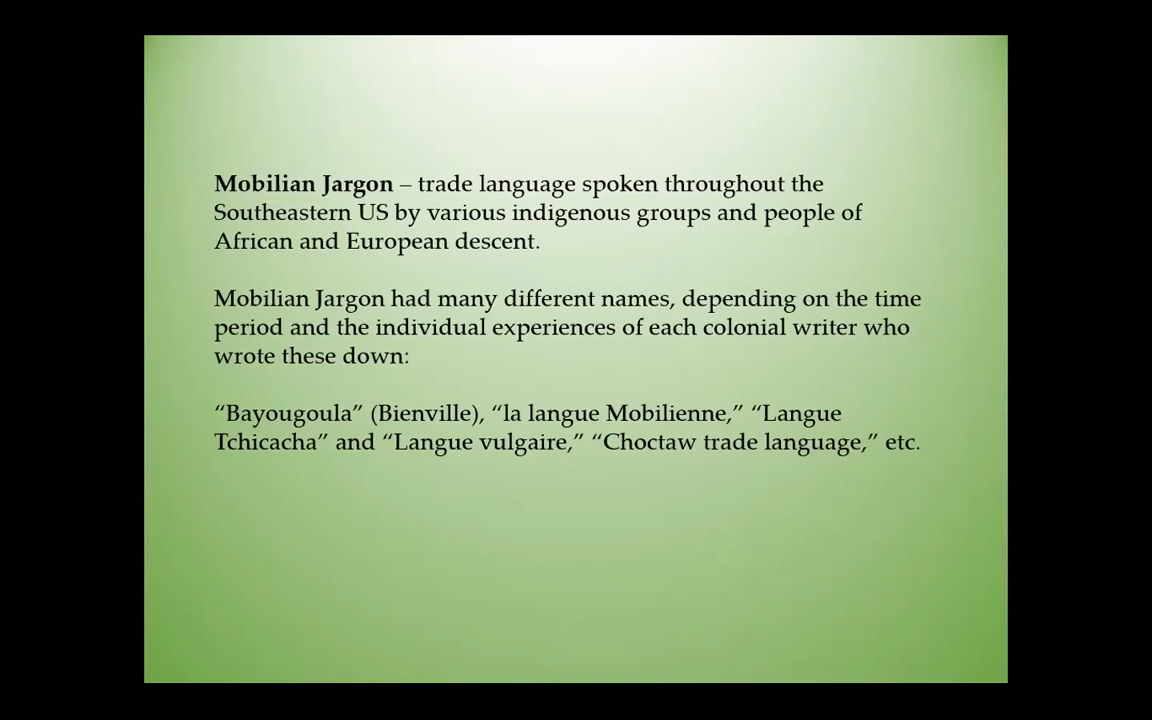 Mobilian Jargon – trade language spoken throughout the
Southeastern US by various indigenous groups and people of
African and European descent.
Mobilian Jargon had many different names, depending on the time
period and the individual experiences of each colonial writer who
wrote these down:
“Bayougoula” (Bienville), “la langue Mobilienne,” “Langue
Tchicacha” and “Langue vulgaire,” “Choctaw trade language,” etc.